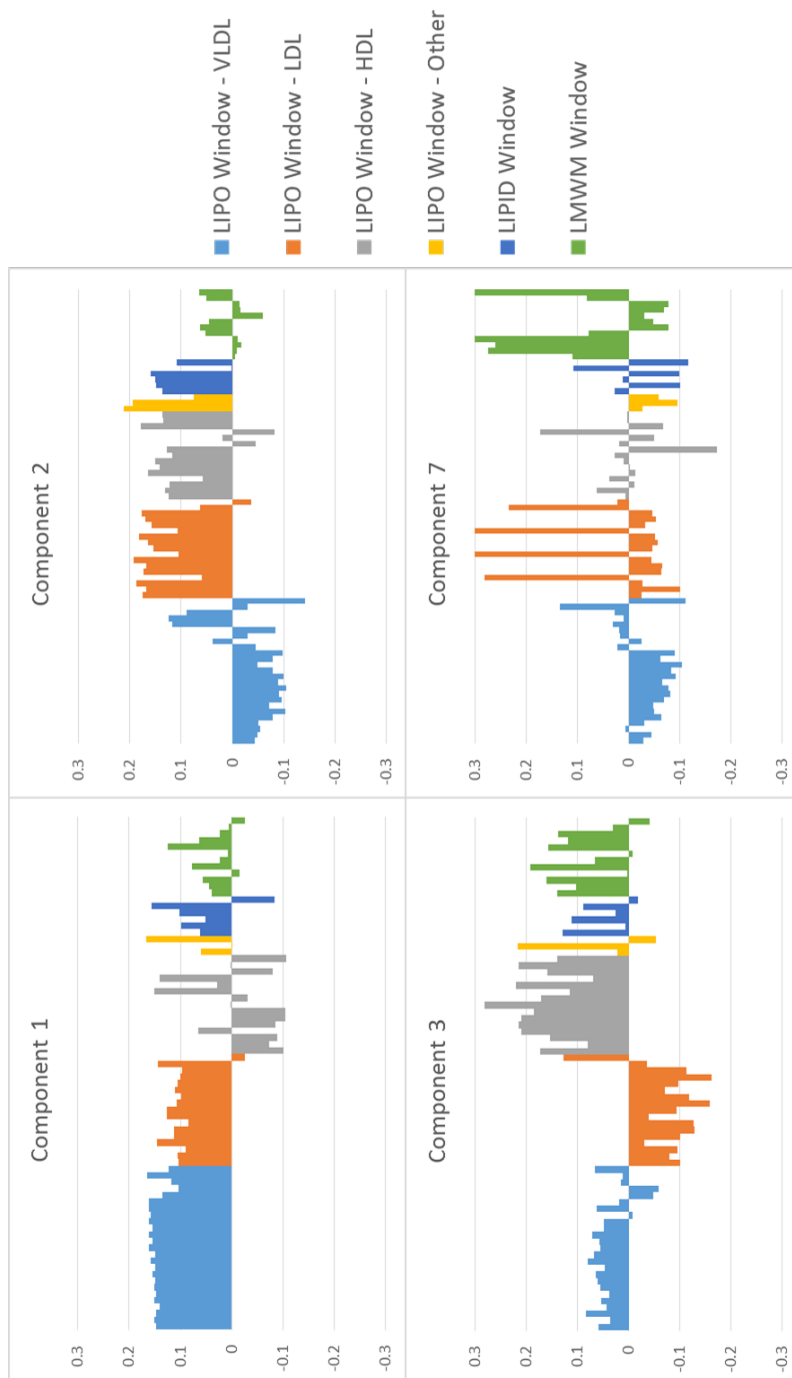 Component 1
0.3
0.2
0.1
0
-0.1
-0.2
-0.3
Component 2
0.3
0.2
0.1
0
-0.1
-0.2
-0.3
Component 3
0.3
0.2
0.1
0
-0.1
-0.2
-0.3
Component 7
0.3
0.2
0.1
0
-0.1
-0.2
-0.3
LIPO Window - VLDL
LIPO Window - LDL
LIPO Window - HDL
LIPO Window - Other
LIPID Window
LMWM Window